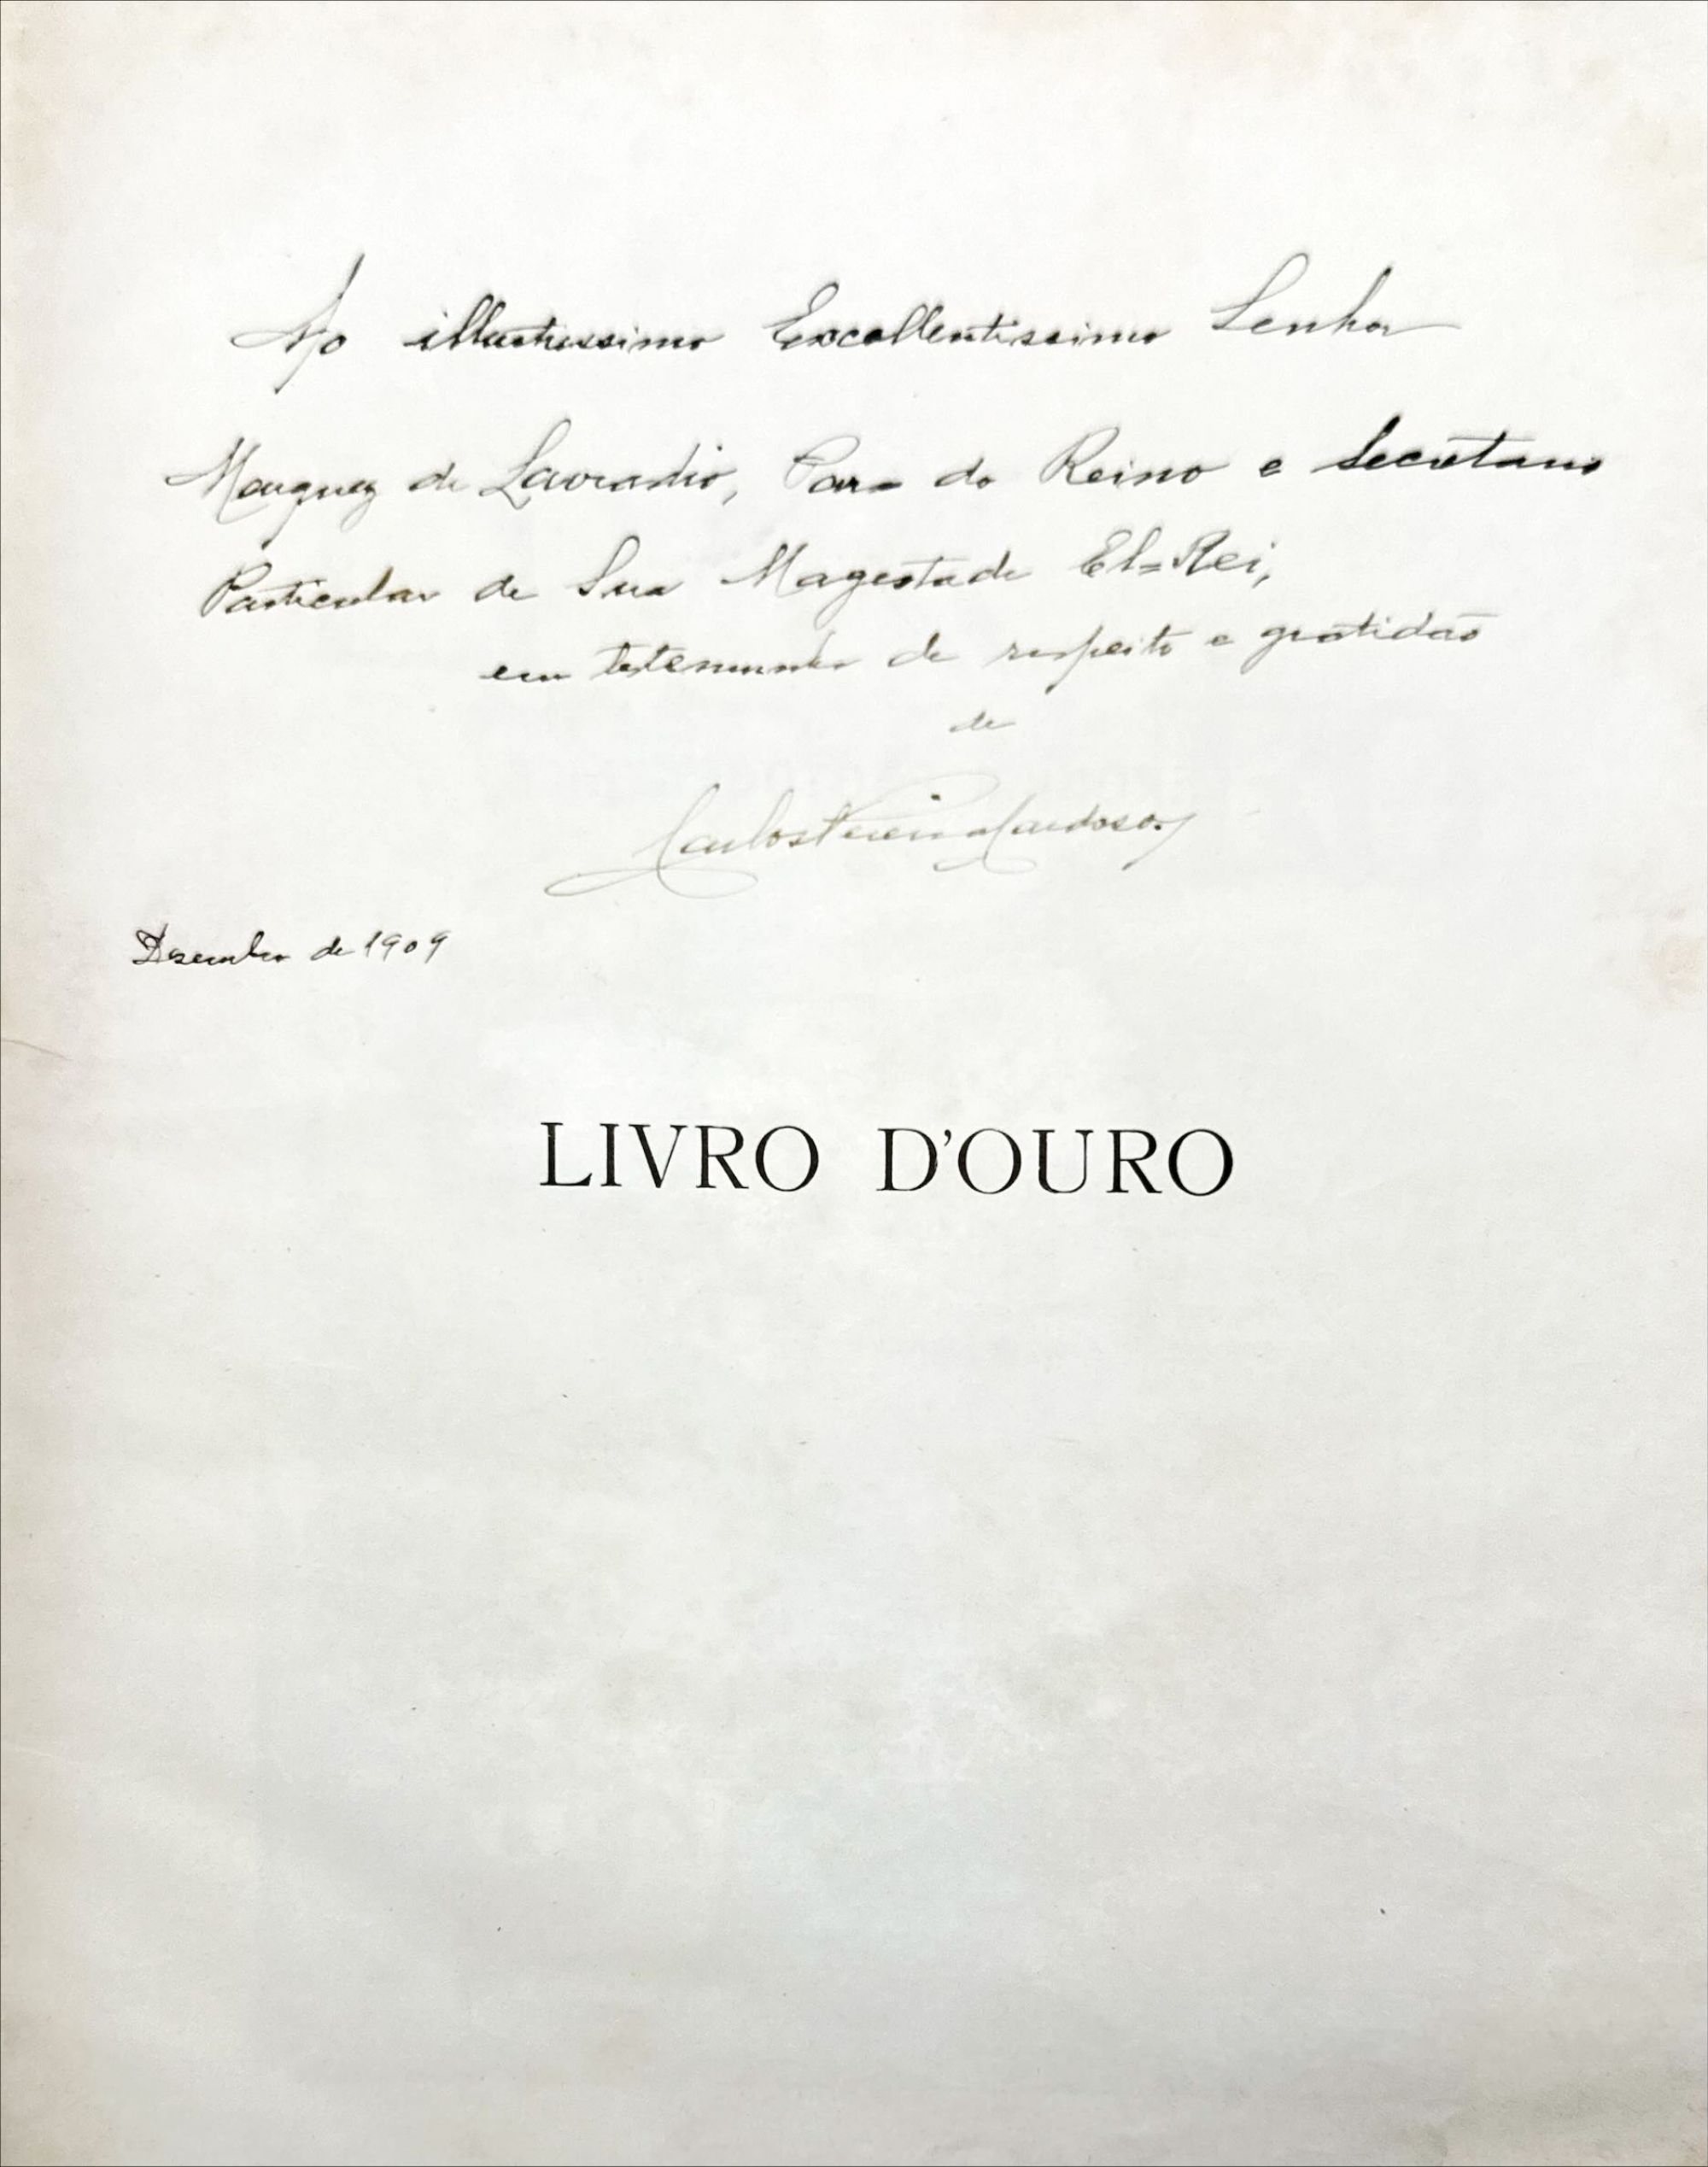 Ao illustrissimo Excellentissimo Senhor
Marquez de Lavradio, Par do Reino e Secretario
Particular de Sua Magestade El=Rei,
em testemunho de respeito e gratidão
de
Carlos Pereira Cardoso
Dezembro de 1909
LIVRO D'OURO